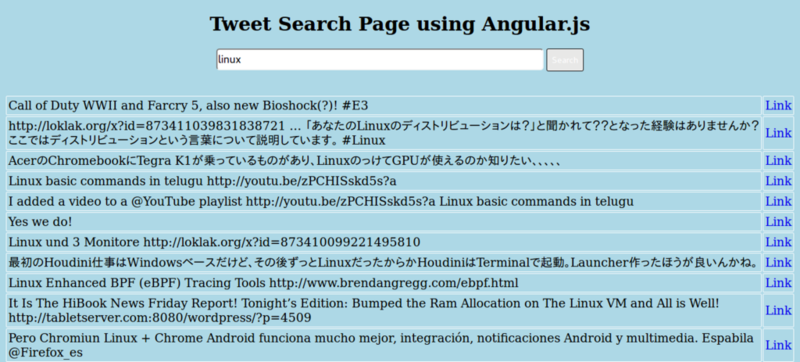 Tweet Search Page using Angular.js
linux
Search
Call of Duty WWII and Farcry 5, also new Bioshock(?)! #E3
Link
http://loklak.org/x?id=873411039831838721 ... 「あなたのLinuxのディストリビューションは?」と聞かれて??となった経験はありませんか?
ここではディストリビューションという言葉について説明しています。 #Linux
Link
AcerのChromebookにTegra K1が乗っているものがあり、LinuxのっけてGPUが使えるのか知りたい、、、、、
Link
Linux basic commands in telugu http://youtu.be/zPCHISskd5s?a
Link
I added a video to a @YouTube playlist http://youtu.be/zPCHISskd5s?a Linux basic commands in telugu
Link
Yes we do!
Link
Linux und 3 Monitore http://loklak.org/x?id=873410099221495810
Link
最初のHoudini仕事はWindowsベースだけど、その後ずっとLinuxだったからかHoudiniはTerminalで起動。Launcher作ったほうが良いんかね。
Link
Linux Enhanced BPF (eBPF) Tracing Tools http://www.brendangregg.com/ebpf.html
Link
It Is The HiBook News Friday Report! Tonight’s Edition: Bumped the Ram Allocation on The Linux VM and All is Well!
http://tabletserver.com:8080/wordpress/?p=4509
Link
Pero Chromiun Linux + Chrome Android funciona mucho mejor, integración, notificaciones Android y multimedia. Espabila
@Firefox_es
Link